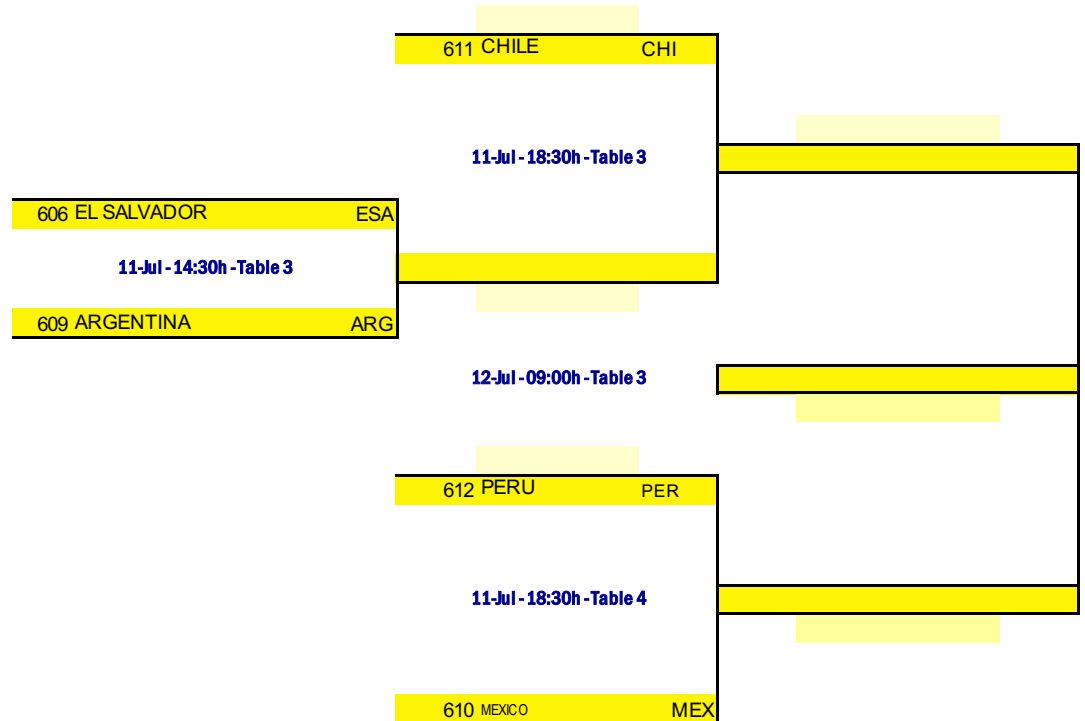 611 CHILE CHI
11-Jul - 18:30h - Table 3
606 EL SALVADOR ESA
11-Jul - 14:30h - Table 3
609 ARGENTINA ARG
12-Jul - 09:00h - Table 3
612 PERU PER
11-Jul - 18:30h - Table 4
610 MEXICO MEX